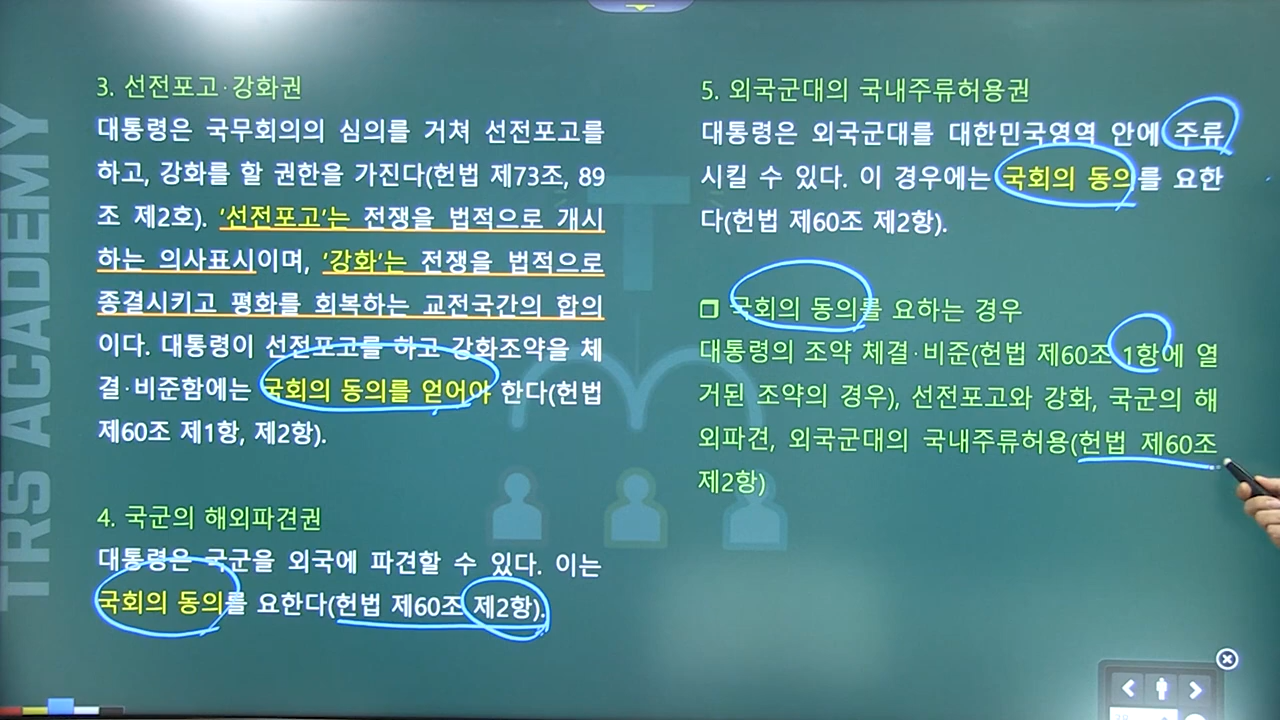 3. 선전포고·강화권
대통령은 국무회의의 심의를 거쳐 선전포고를
하고, 강화를 할 권한을 가진다(헌법 제73조, 89
조 제2호). '선전포고'는 전쟁을 법적으로 개시
하는 의사표시이며, '강화'는 전쟁을 법적으로
종결시키고 평화를 회복하는 교전국간의 합의
이다. 대통령이 선전포고를 하고 강화조약을 체
결·비준함에는 국회의 동의를 얻어야 한다(헌법
제60조 제1항, 제2항).
4. 국군의 해외파견권
대통령은 국군을 외국에 파견할 수 있다. 이는
국회의 동의를 요한다(헌법 제60조 제2항).
5. 외국군대의 국내주류허용권
대통령은 외국군대를 대한민국영역 안에 주류
시킬 수 있다. 이 경우에는 국회의 동의를 요한
다(헌법 제60조 제2항).
❒ 국회의 동의를 요하는 경우
대통령의 조약 체결·비준(헌법 제60조 1항에 열
거된 조약의 경우), 선전포고와 강화, 국군의 해
외파견, 외국군대의 국내주류허용(헌법 제60조
제2항)
TRS ACADEMY